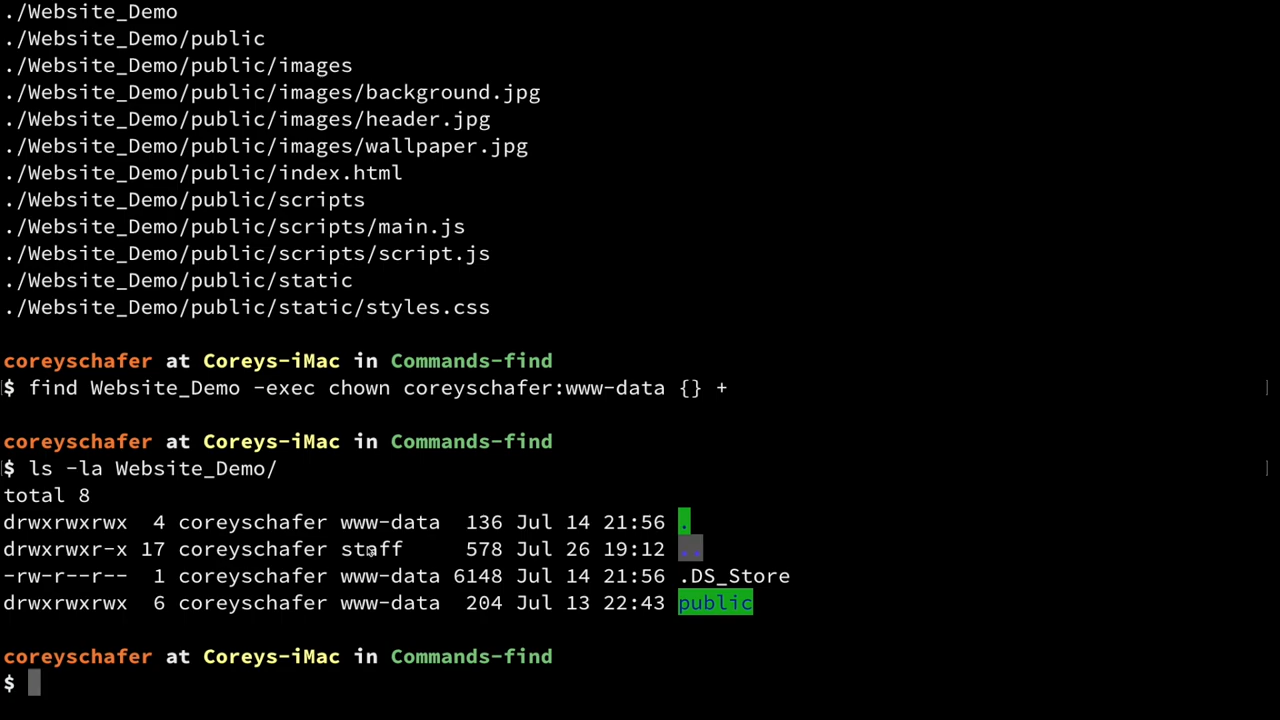 ./Website_Demo
./Website_Demo/public
./Website_Demo/public/images
./Website_Demo/public/images/background.jpg
./Website_Demo/public/images/header.jpg
./Website_Demo/public/images/wallpaper.jpg
./Website_Demo/public/index.html
./Website_Demo/public/scripts
./Website_Demo/public/scripts/main.js
./Website_Demo/public/scripts/script.js
./Website_Demo/public/static
./Website_Demo/public/static/styles.css
coreyschafer at Coreys-iMac in Commands-find
$ find Website_Demo -exec chown coreyschafer:www-data {} +
coreyschafer at Coreys-iMac in Commands-find
$ ls -la Website_Demo/
total 8
drwxrwxrwx 4 coreyschafer www-data 136 Jul 14 21:56 .
drwxrwxr-x 17 coreyschafer staff 578 Jul 26 19:12 ..
-rw-r--r-- 1 coreyschafer www-data 6148 Jul 14 21:56 .DS_Store
drwxrwxrwx 6 coreyschafer www-data 204 Jul 13 22:43 public
coreyschafer at Coreys-iMac in Commands-find
$